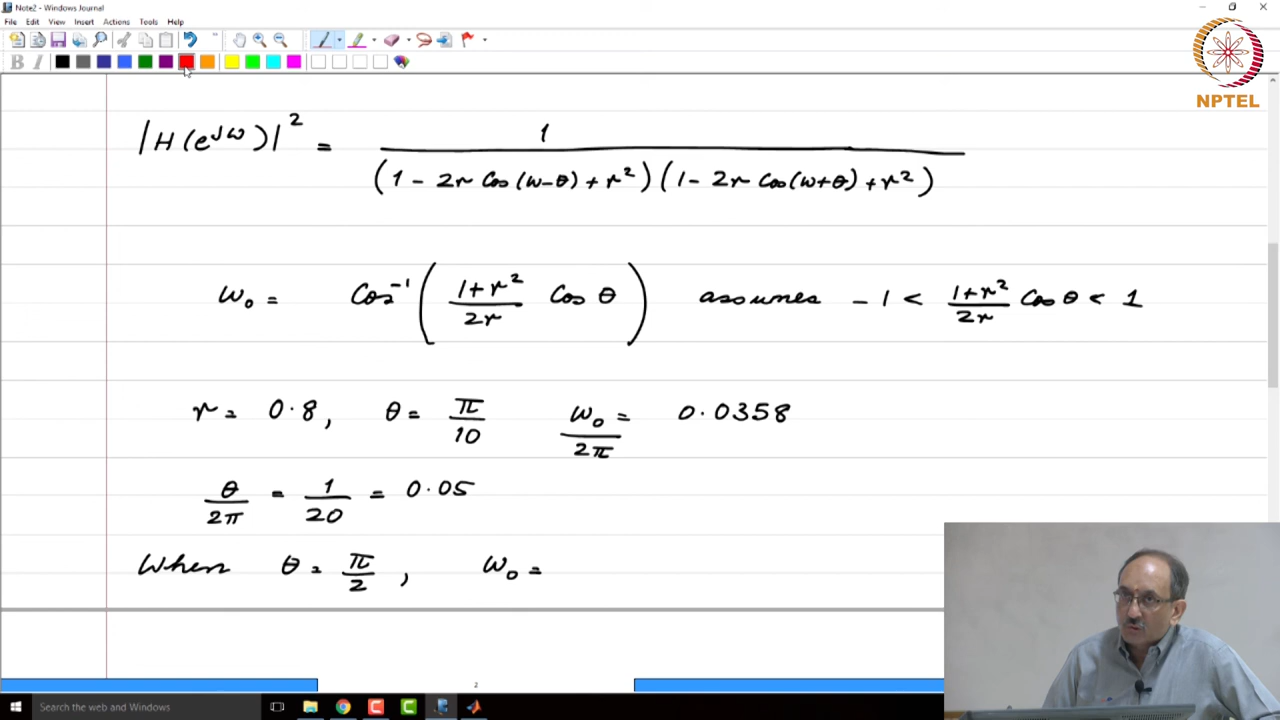 Note2 - Windows Journal
File Edit View Insert Actions Tools Help
B I
NPTEL
|H(e^{jω})|² = 1 / (1 - 2r Cos(ω-θ) + r²)(1 - 2r Cos(ω+θ) + r²)
ω₀ = Cos⁻¹( (1+r²)/(2r) Cos θ ) assumes -1 < (1+r²)/(2r) Cos θ < 1
r = 0.8, θ = π/10 ω₀/2π = 0.0358
θ/2π = 1/20 = 0.05
When θ = π/2, ω₀ =
2
Search the web and Windows